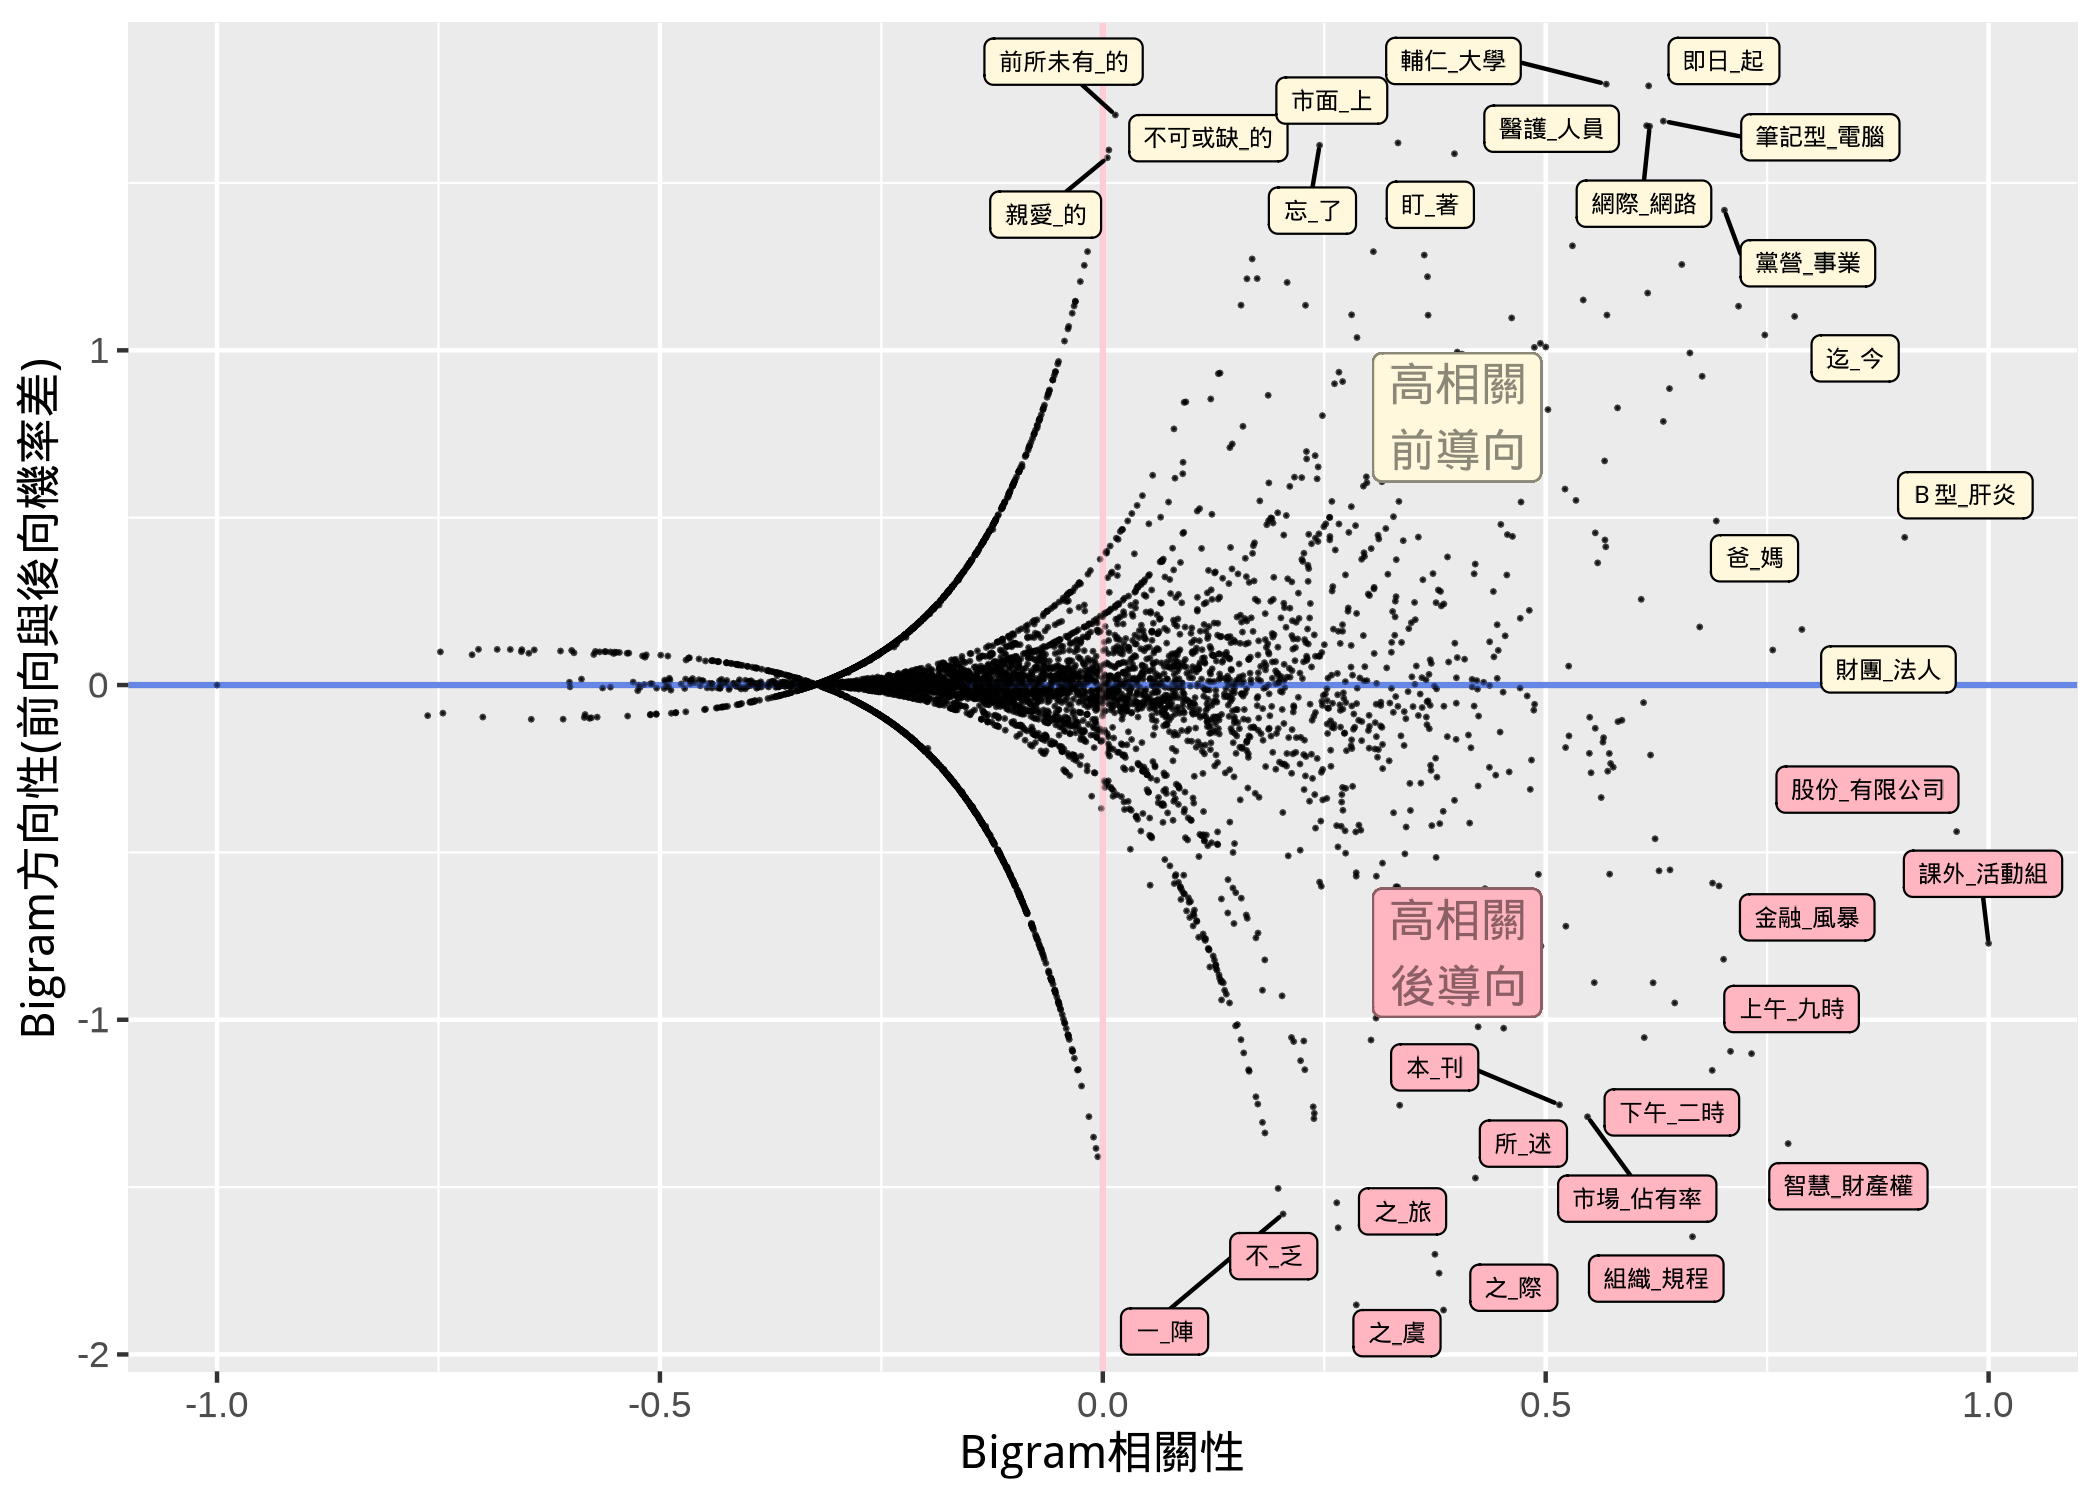 前所未有_的
輔仁_大學
即日_起
市面_上
不可或缺_的
醫護_人員
筆記型_電腦
親愛_的
忘_了
盯_著
網際_網路
黨營_事業
1
迄_今
高相關
前導向
B型_肝炎
爸_媽
財團_法人
0
股份_有限公司
課外_活動組
金融_風暴
高相關
後導向
上午_九時
-1
本_刊
下午_二時
所_述
智慧_財產權
市場_佔有率
之_旅
不_乏
組織_規程
之_際
一_陣
之_虞
-2
-1.0
-0.5
0.0
0.5
1.0
Bigram相關性
Bigram方向性(前向與後向機率差)